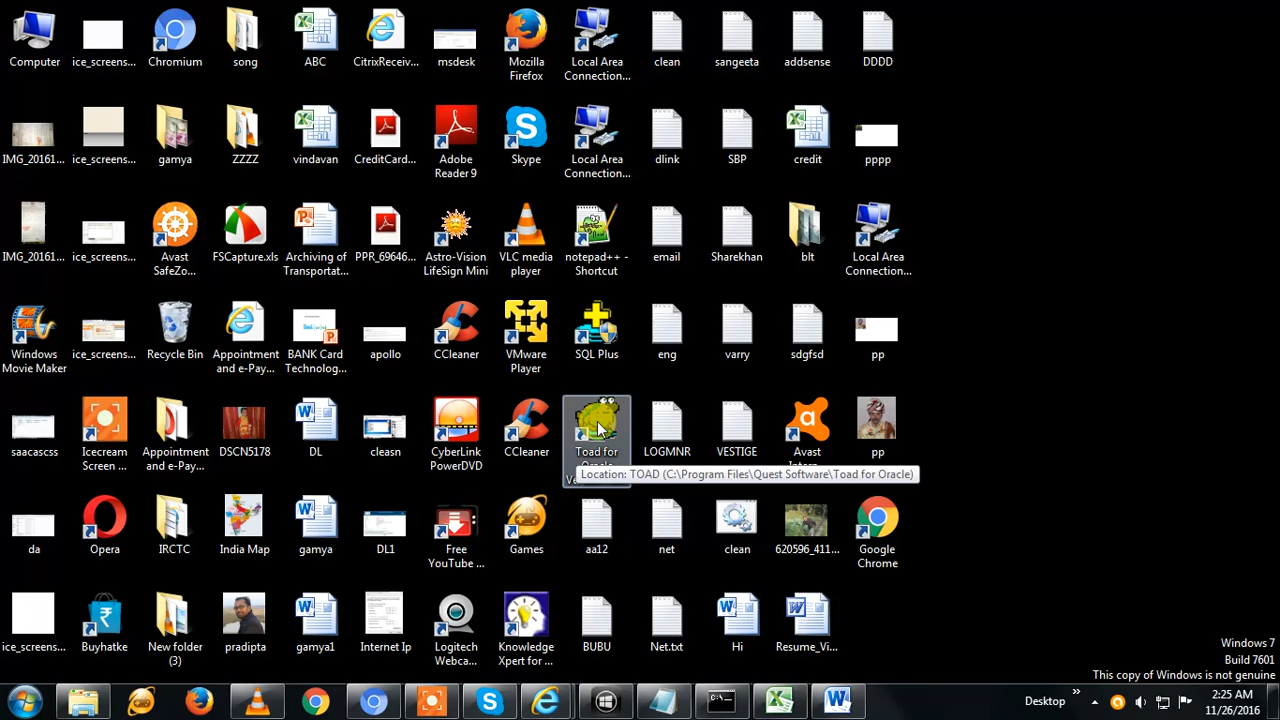 Computer
ice_screens...
Chromium
song
ABC
CitrixReceiv...
msdesk
Mozilla
Firefox
Local Area
Connection...
clean
sangeeta
addsense
DDDD
IMG_20161...
ice_screens...
gamya
ZZZZ
vindavan
CreditCard...
Adobe
Reader 9
Skype
Local Area
Connection...
dlink
SBP
credit
pppp
IMG_20161...
ice_screens...
Avast
SafeZo...
FSCapture.xls
Archiving of
Transportat...
PPR_69646...
Astro-Vision
LifeSign Mini
VLC media
player
notepad++ -
Shortcut
email
Sharekhan
blt
Local Area
Connection...
Windows
Movie Maker
ice_screens...
Recycle Bin
Appointment
and e-Pay...
BANK Card
Technolog...
apollo
CCleaner
VMware
Player
SQL Plus
eng
varry
sdgfsd
pp
saacascss
Icecream
Screen ...
Appointment
and e-Pay...
DSCN5178
DL
cleasn
CyberLink
PowerDVD
CCleaner
Toad for
LOGMNR
VESTIGE
Avast
pp
Location: TOAD (C:\Program Files\Quest Software\Toad for Oracle)
da
Opera
IRCTC
India Map
gamya
DL1
Free
YouTube ...
Games
aa12
net
clean
620596_411...
Google
Chrome
ice_screens...
Buyhatke
New folder
(3)
pradipta
gamya1
Internet Ip
Logitech
Webca...
Knowledge
Xpert for ...
BUBU
Net.txt
Hi
Resume_Vi...
Windows 7
Build 7601
This copy of Windows is not genuine
Desktop
2:25 AM
11/26/2016